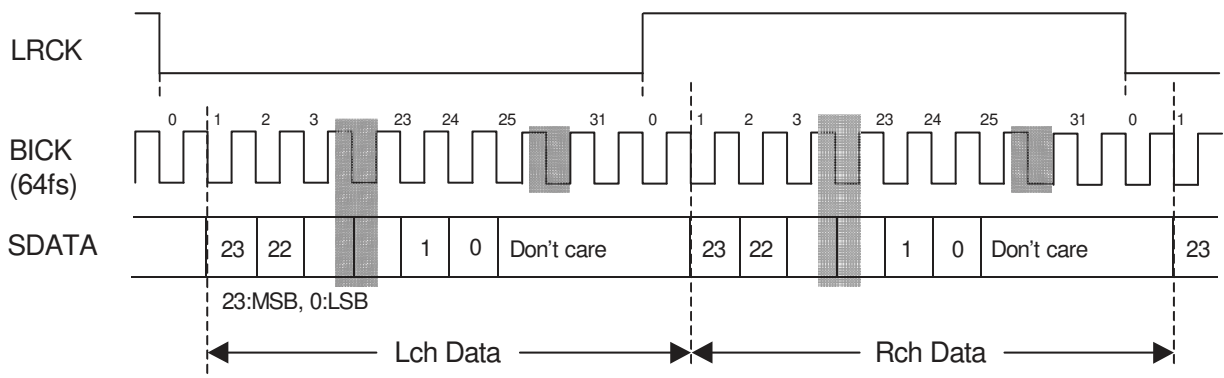 LRCK
0 1 2 3 23 24 25 31 0 1 2 3 23 24 25 31 0 1
BICK
(64fs)
SDATA 23 22 1 0 Don't care 23 22 1 0 Don't care 23
23:MSB, 0:LSB
Lch Data Rch Data